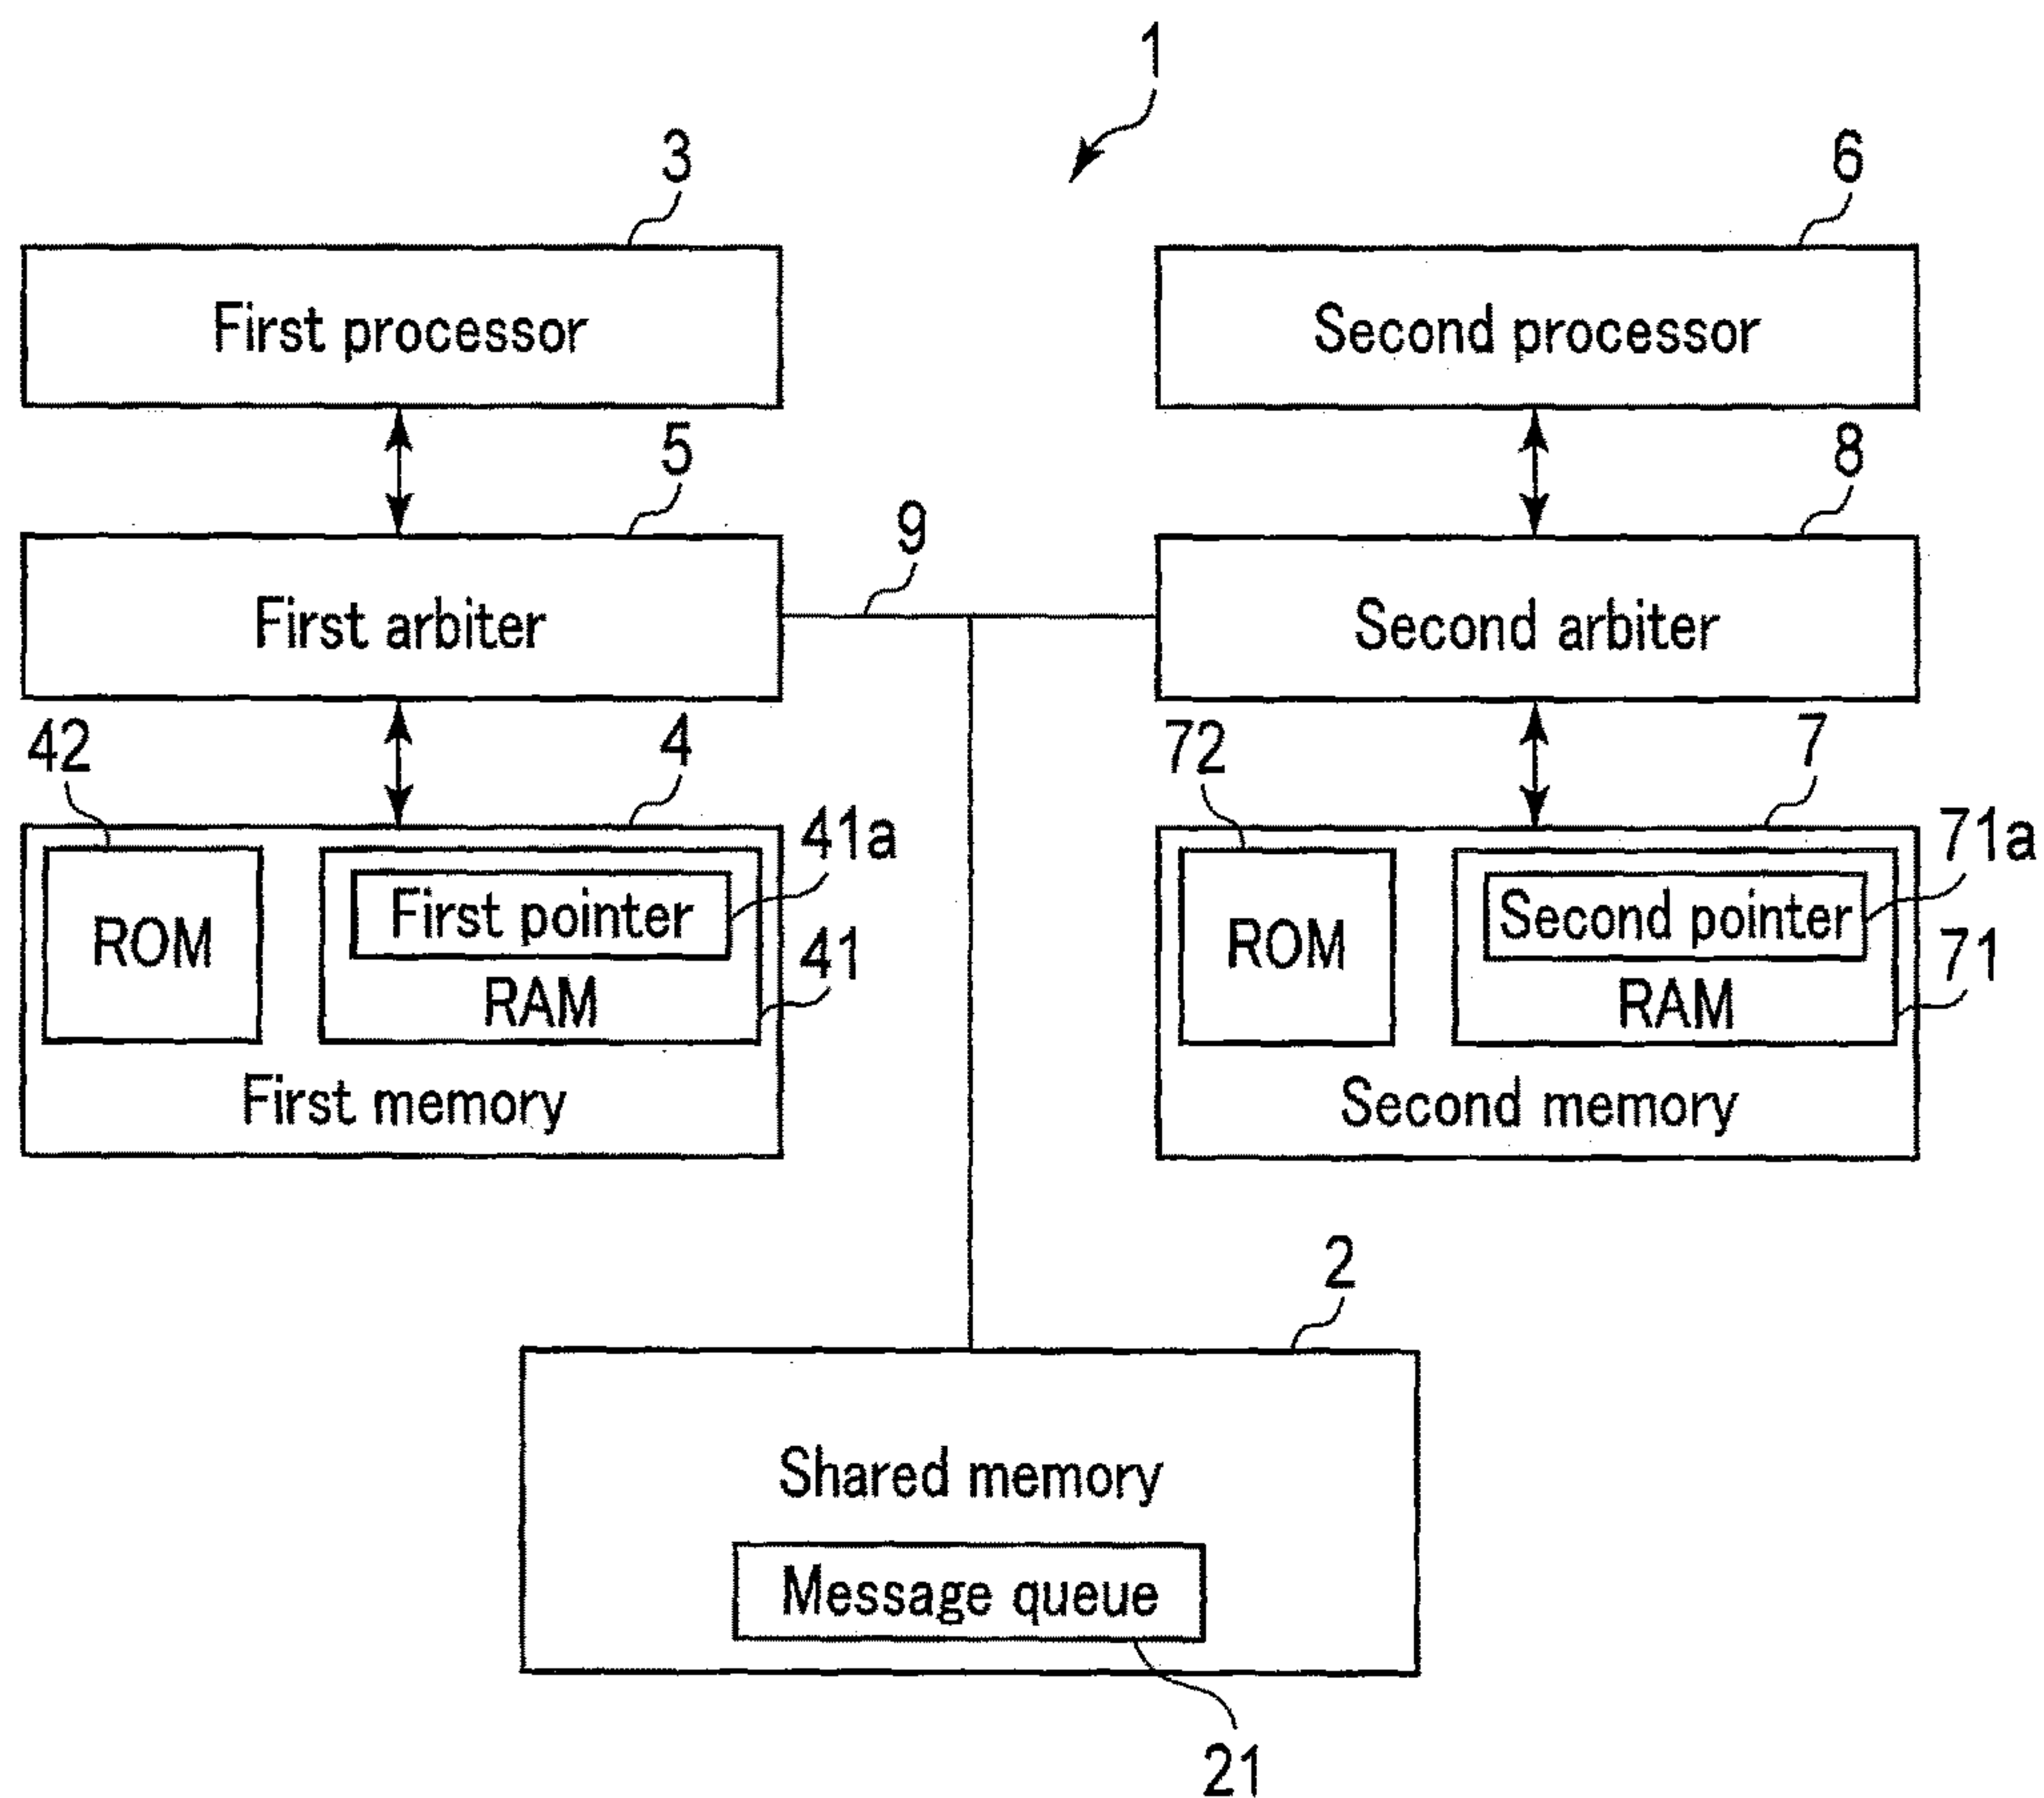 1
3
6
First processor
Second processor
5
8
9
First arbiter
Second arbiter
42
4
72
7
41a
71a
First pointer
Second pointer
ROM
ROM
41
71
RAM
RAM
First memory
Second memory
2
Shared memory
Message queue
21